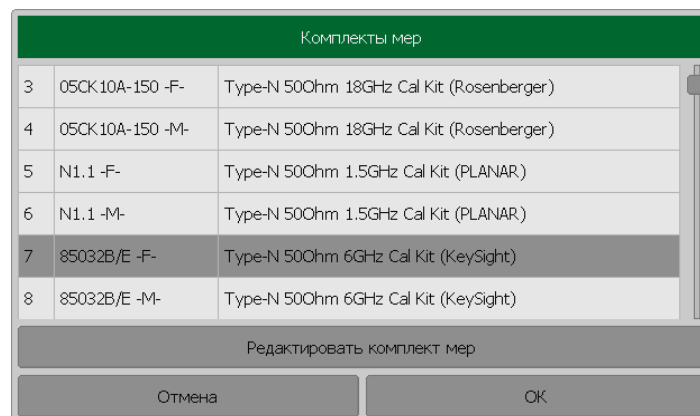 Комплекты мер
3 05CK10A-150 -F- Type-N 50Ohm 18GHz Cal Kit (Rosenberger)
4 05CK10A-150 -M- Type-N 50Ohm 18GHz Cal Kit (Rosenberger)
5 N1.1 -F- Type-N 50Ohm 1.5GHz Cal Kit (PLANAR)
6 N1.1 -M- Type-N 50Ohm 1.5GHz Cal Kit (PLANAR)
7 85032B/E -F- Type-N 50Ohm 6GHz Cal Kit (KeySight)
8 85032B/E -M- Type-N 50Ohm 6GHz Cal Kit (KeySight)
Редактировать комплект мер
Отмена OK